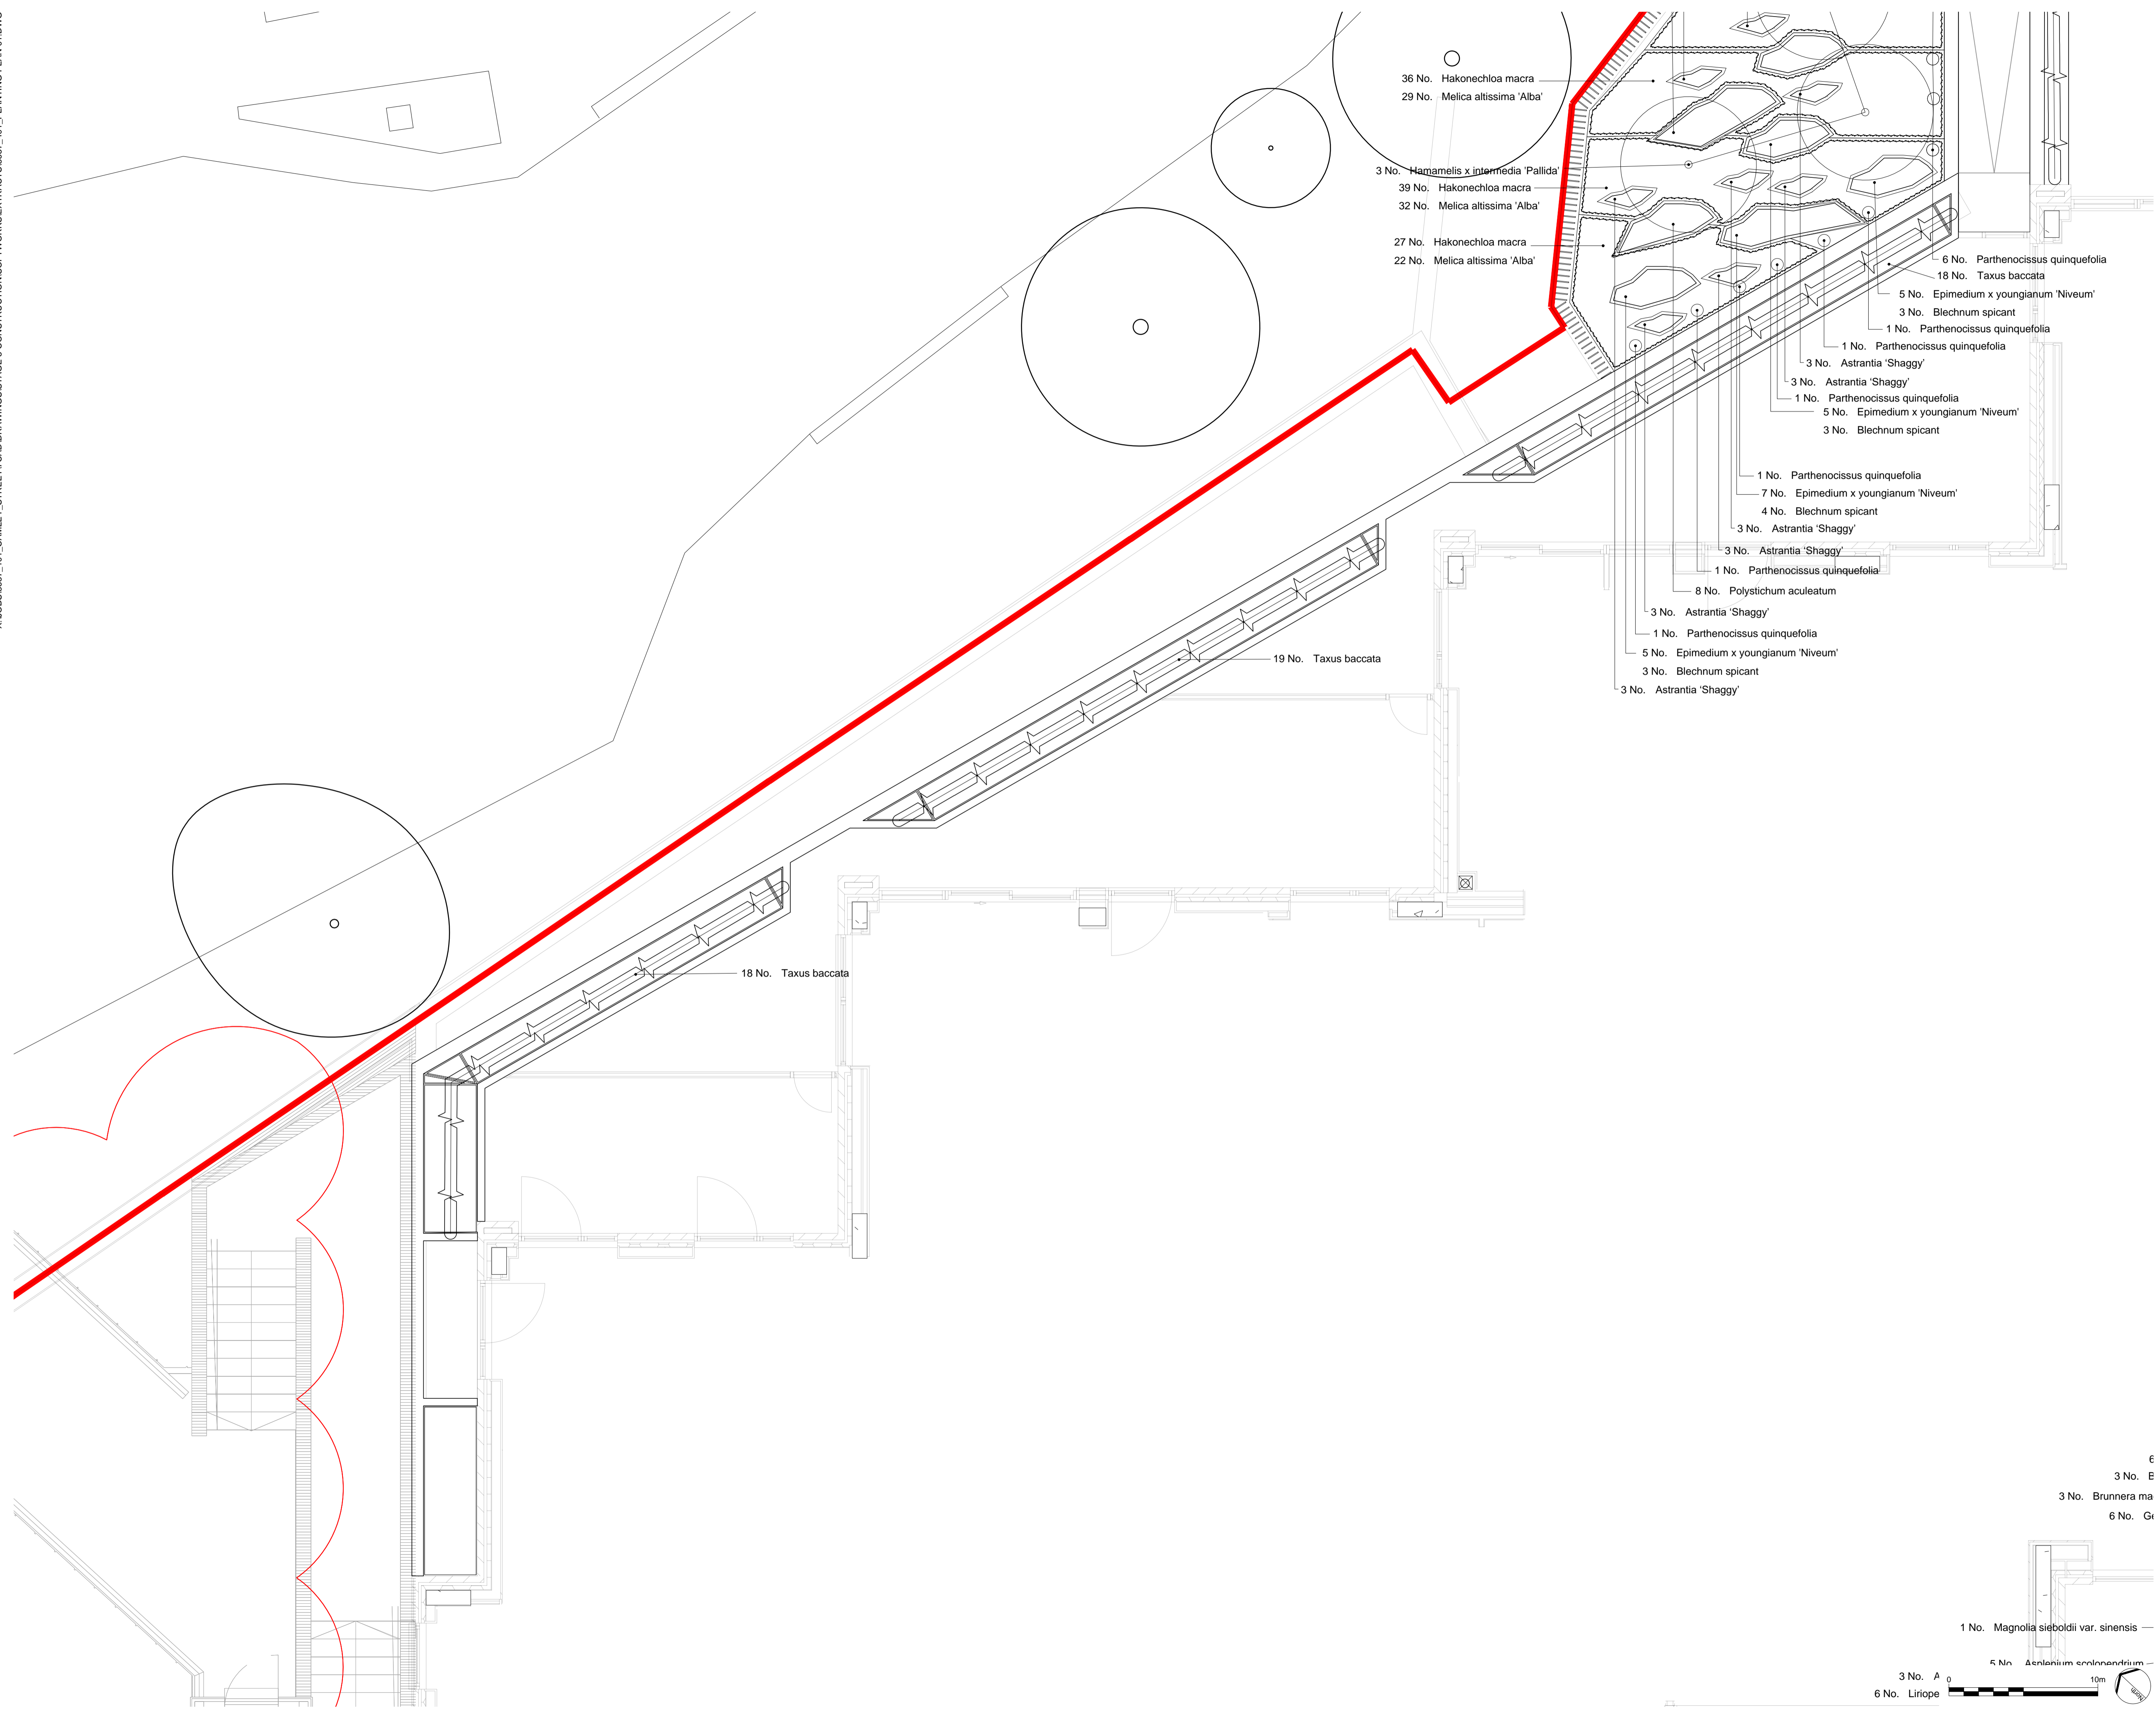 36 No. Hakonechloa macra
29 No. Melica altissima 'Alba'
3 No. Hamamelis x intermedia 'Pallida'
39 No. Hakonechloa macra
32 No. Melica altissima 'Alba'
27 No. Hakonechloa macra
22 No. Melica altissima 'Alba'
6 No. Parthenocissus quinquefolia
18 No. Taxus baccata
5 No. Epimedium x youngianum 'Niveum'
3 No. Blechnum spicant
1 No. Parthenocissus quinquefolia
1 No. Parthenocissus quinquefolia
3 No. Astrantia ‘Shaggy’
3 No. Astrantia ‘Shaggy’
1 No. Parthenocissus quinquefolia
5 No. Epimedium x youngianum 'Niveum'
3 No. Blechnum spicant
1 No. Parthenocissus quinquefolia
7 No. Epimedium x youngianum 'Niveum'
4 No. Blechnum spicant
3 No. Astrantia ‘Shaggy’
3 No. Astrantia ‘Shaggy’
1 No. Parthenocissus quinquefolia
8 No. Polystichum aculeatum
3 No. Astrantia ‘Shaggy’
1 No. Parthenocissus quinquefolia
5 No. Epimedium x youngianum 'Niveum'
3 No. Blechnum spicant
3 No. Astrantia ‘Shaggy’
19 No. Taxus baccata
18 No. Taxus baccata
6
3 No. B
3 No. Brunnera ma
6 No. Ge
1 No. Magnolia sieboldii var. sinensis
5 No. Asplenium scolopendrium
3 No. A
6 No. Liriope
0 10m
North